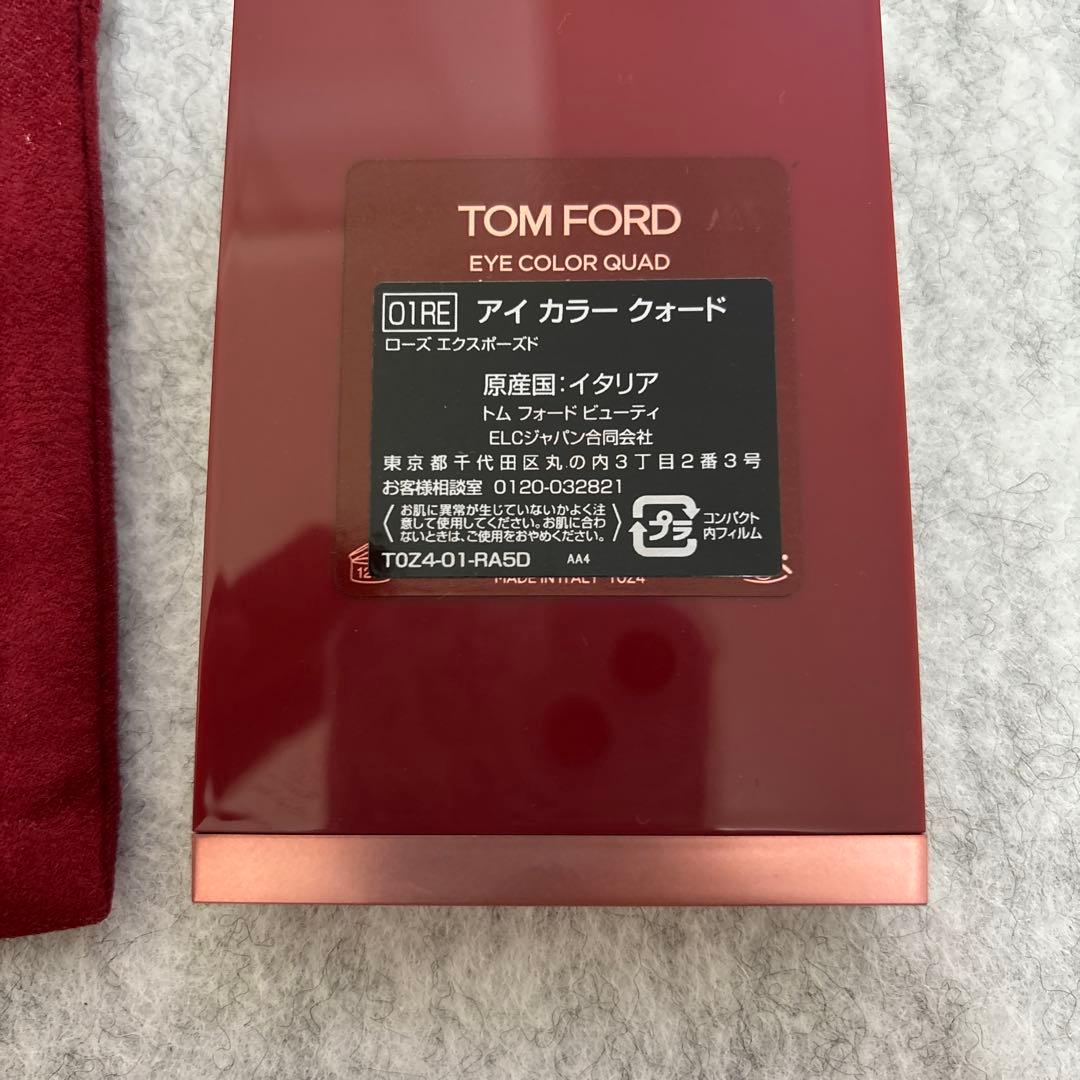 TOM FORD
EYE COLOR QUAD
01RE アイ カラー クォード
ローズ エクスポーズド
原産国:イタリア
トム フォード ビューティ
ELCジャパン合同会社
東京都千代田区丸の内3丁目2番3号
お客様相談室 0120-032821
お肌に異常が生じていないかよく注
意して使用してください。お肌に合わ
ないときは、ご使用をおやめください。
プラ
コンパクト
内フィルム
T0Z4-01-RA5D AA4
12
MADE IN ITALY T0Z4